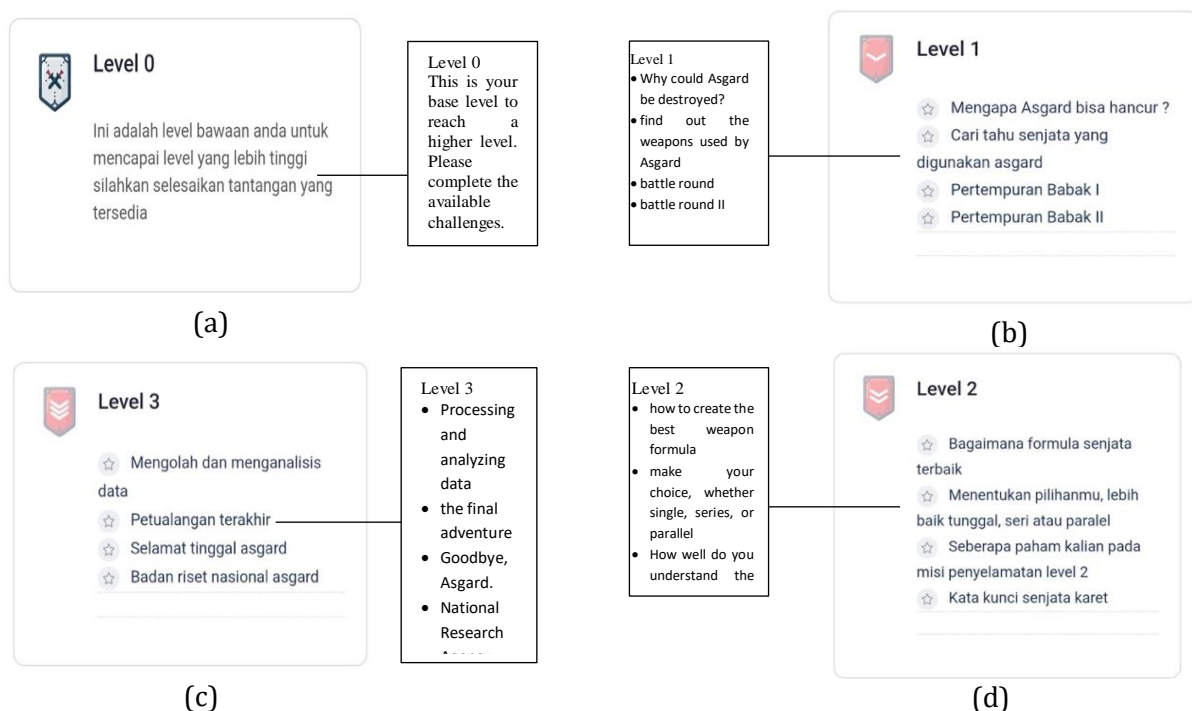 Level 0
Ini adalah level bawaan anda untuk
mencapai level yang lebih tinggi
silahkan selesaikan tantangan yang
tersedia
Level 0
This is your
base level to
reach a
higher level.
Please
complete the
available
challenges.
(a)
Level 1
• Why could Asgard
be destroyed?
• find out the
weapons used by
Asgard
• battle round
• battle round II
Level 1
Mengapa Asgard bisa hancur ?
Cari tahu senjata yang
digunakan asgard
Pertempuran Babak I
Pertempuran Babak II
(b)
Level 3
Mengolah dan menganalisis
data
Petualangan terakhir
Selamat tinggal asgard
Badan riset nasional asgard
Level 3
• Processing
and
analyzing
data
• the final
adventure
• Goodbye,
Asgard.
• National
Research
(c)
Level 2
• how to create the
best weapon
formula
• make your
choice, whether
single, series, or
parallel
• How well do you
understand the
Level 2
Bagaimana formula senjata
terbaik
Menentukan pilihanmu, lebih
baik tunggal, seri atau paralel
Seberapa paham kalian pada
misi penyelamatan level 2
Kata kunci senjata karet
(d)